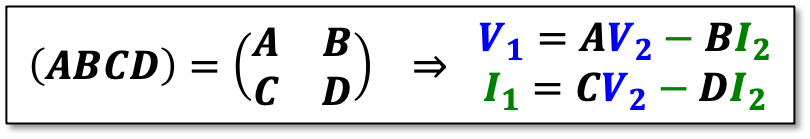 (ABCD) = (A B
C D) ⇒ V₁ = AV₂ − BI₂
I₁ = CV₂ − DI₂